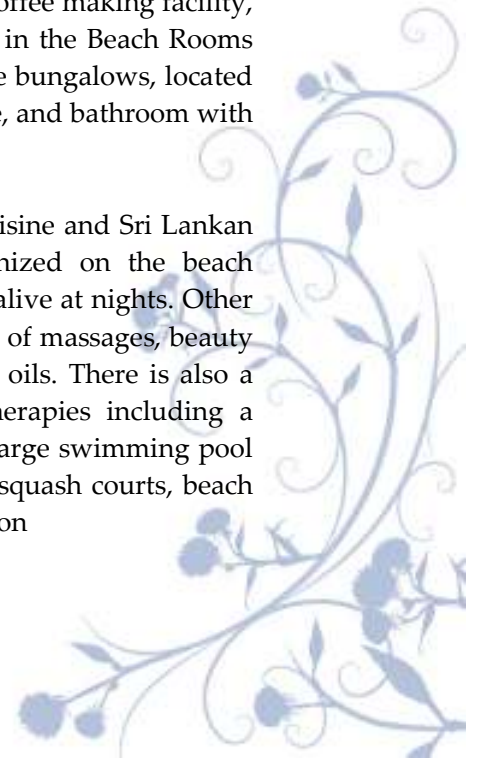 offee making facility,
in the Beach Rooms
e bungalows, located
e, and bathroom with
isine and Sri Lankan
nized on the beach
alive at nights. Other
of massages, beauty
oils. There is also a
herapies including a
arge swimming pool
squash courts, beach
on